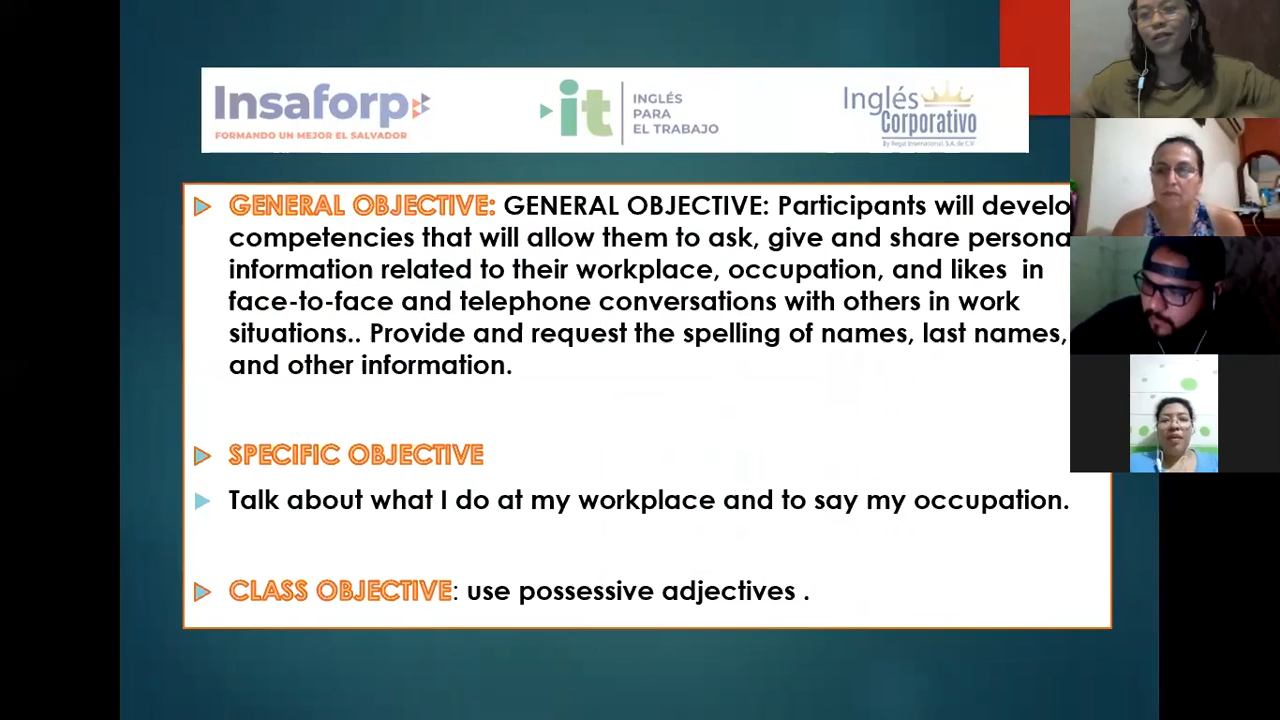 Insaforp
FORMANDO UN MEJOR EL SALVADOR
it
INGLÉS
PARA
EL TRABAJO
Inglés
Corporativo
By Regal International, S.A. de C.V.
GENERAL OBJECTIVE: GENERAL OBJECTIVE: Participants will develo
competencies that will allow them to ask, give and share persona
information related to their workplace, occupation, and likes in
face-to-face and telephone conversations with others in work
situations.. Provide and request the spelling of names, last names,
and other information.
SPECIFIC OBJECTIVE
Talk about what I do at my workplace and to say my occupation.
CLASS OBJECTIVE: use possessive adjectives .